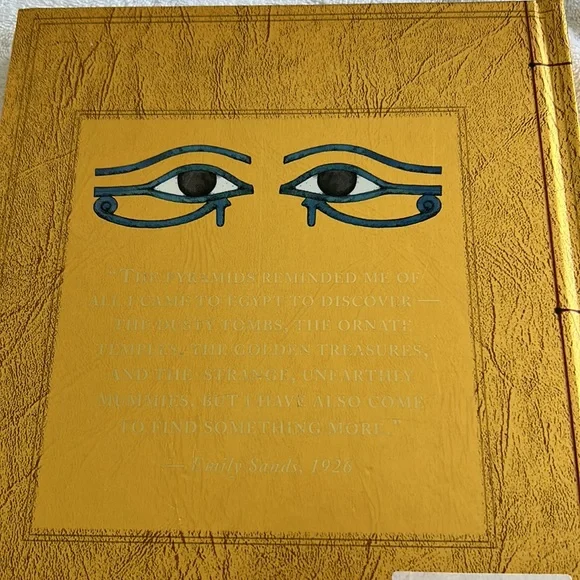 "THE PYRAMIDS REMINDED ME OF
ALL I CAME TO EGYPT TO DISCOVER—
THE DUSTY TOMBS, THE ORNATE
TEMPLES, THE GOLDEN TREASURES,
AND THE STRANGE, UNEARTHLY
MUMMIES. BUT I HAVE ALSO COME
TO FIND SOMETHING MORE."
—Emily Sands, 1926